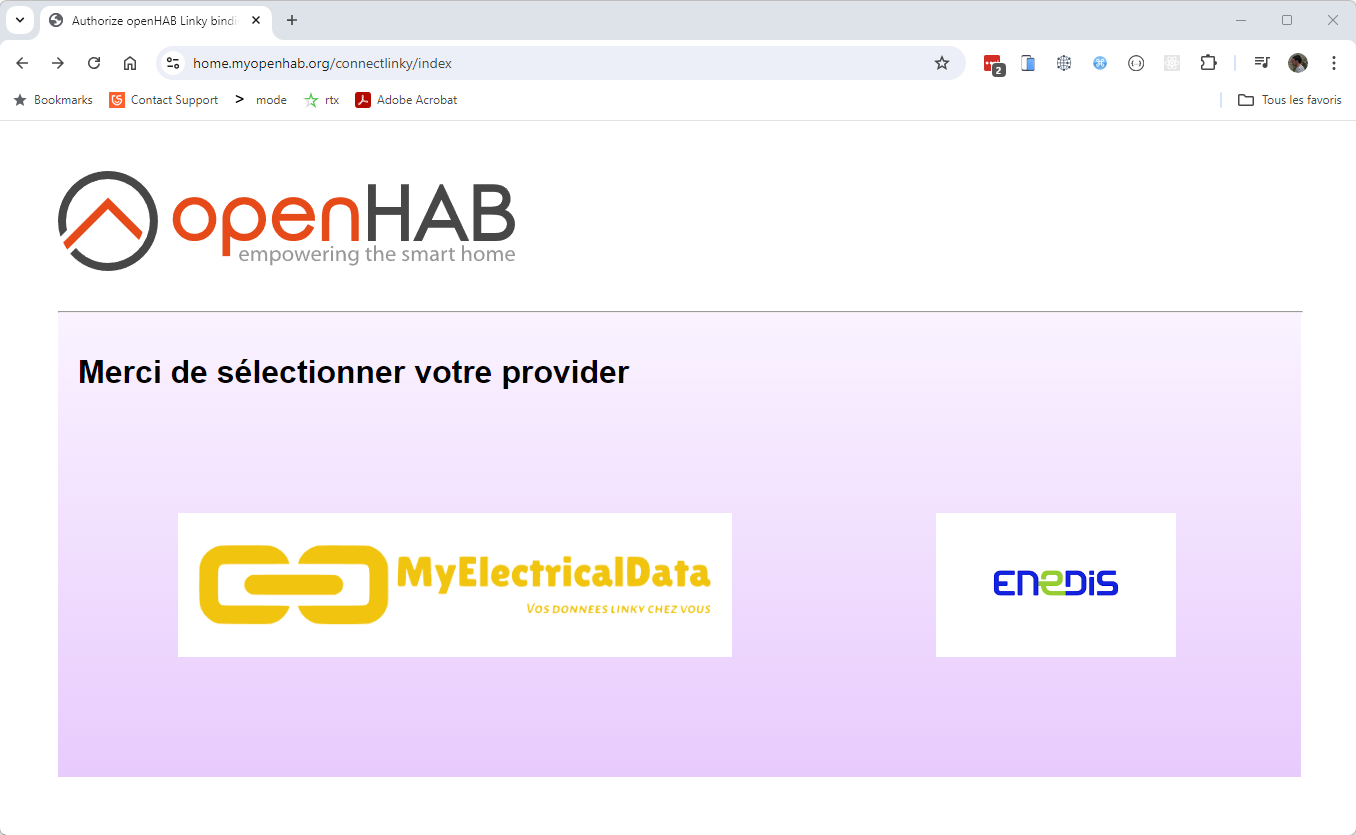 Authorize openHAB Linky bindi
home.myopenhab.org/connectlinky/index
2
Bookmarks
Contact Support
> mode
rtx
Adobe Acrobat
Tous les favoris
openHAB
empowering the smart home
Merci de sélectionner votre provider
MyElectricalData
Vos donnees linky chez vous
enedis